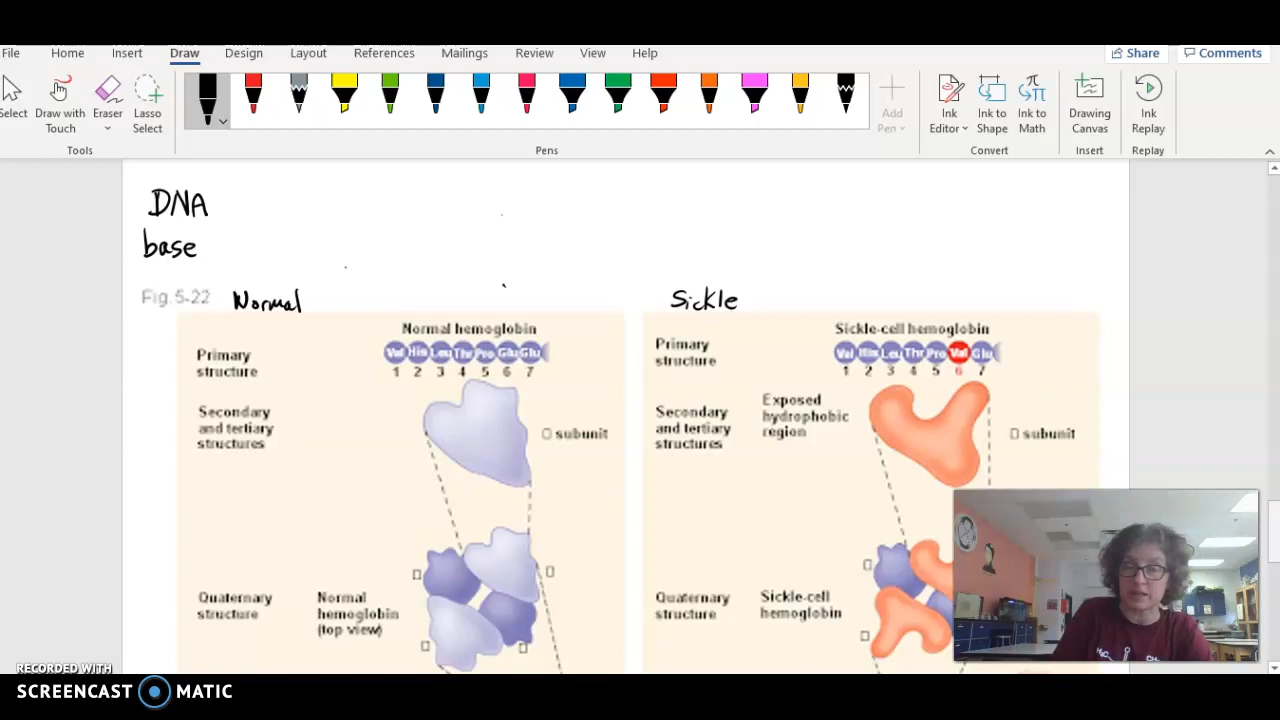 File Home Insert Draw Design Layout References Mailings Review View Help Share Comments
Select Draw with Touch Eraser Lasso Select Add Pen Ink Editor Ink to Shape Ink to Math Drawing Canvas Ink Replay
Tools Pens Convert Insert Replay
DNA
base
Fig. 5-22 Normal Sickle
Normal hemoglobin
Primary structure
Val His Leu Thr Pro Glu Glu
1 2 3 4 5 6 7
Secondary and tertiary structures
subunit
Quaternary structure
Normal hemoglobin (top view)
Sickle-cell hemoglobin
Primary structure
Val His Leu Thr Pro Val Glu
1 2 3 4 5 6 7
Secondary and tertiary structures
Exposed hydrophobic region
subunit
Quaternary structure
Sickle-cell hemoglobin
RECORDED WITH
SCREENCAST MATIC